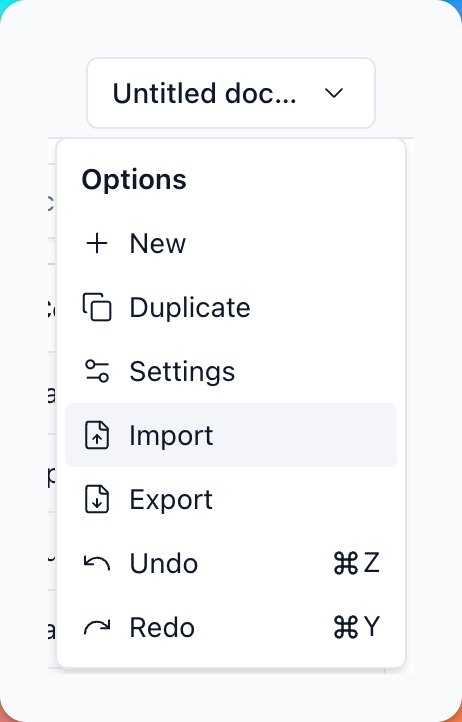 Untitled doc...
Options
New
Duplicate
Settings
Import
Export
Undo ⌘Z
Redo ⌘Y